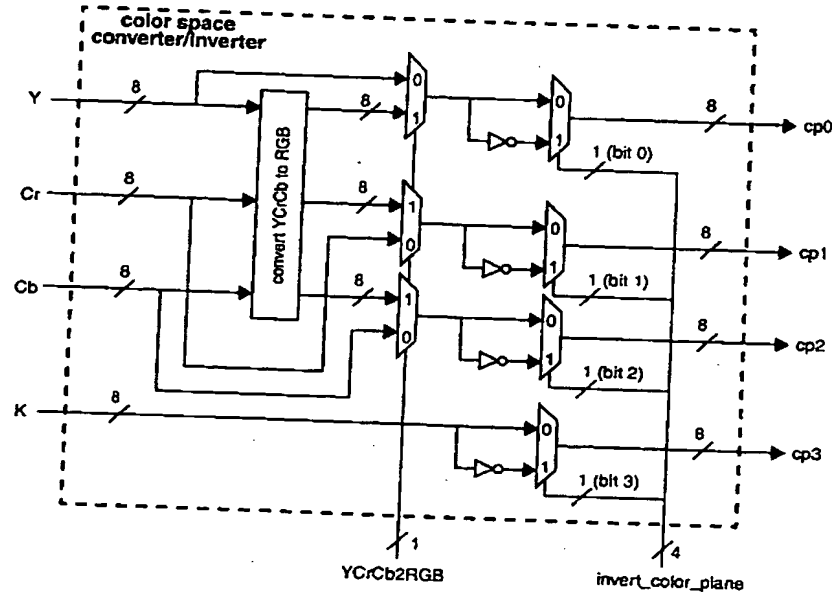 color space
converter/Inverter
Y
8
8
0
1
0
1
8
cp0
1 (bit 0)
convert YCrCb to RGB
Cr
8
8
1
0
0
1
8
cp1
1 (bit 1)
Cb
8
8
1
0
0
1
8
cp2
1 (bit 2)
K
8
0
1
8
cp3
1 (bit 3)
1
YCrCb2RGB
4
invert_color_plane